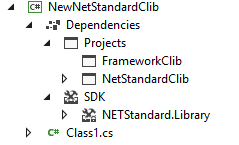 C# NewNetStandardClib
Dependencies
Projects
FrameworkClib
NetStandardClib
SDK
NETStandard.Library
C# Class1.cs